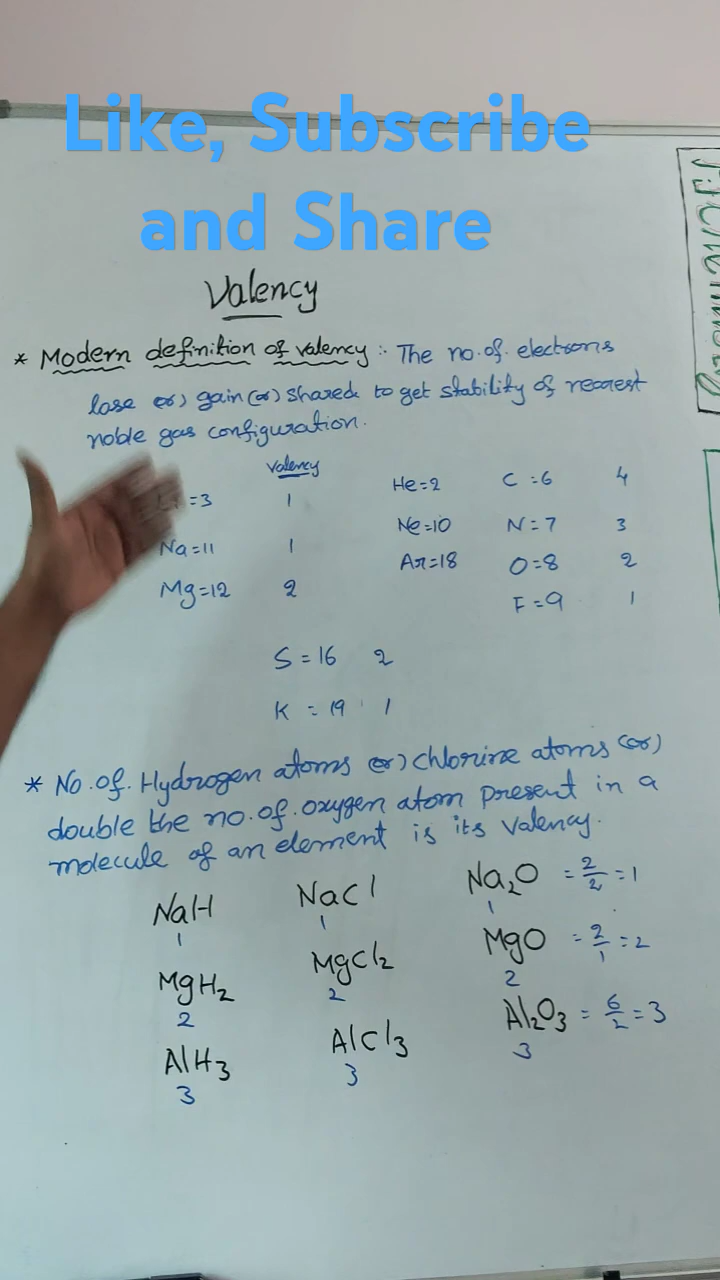 Like, Subscribe
and Share
Valency
* Modern definition of valency :- The no. of. electrons
lose (or) gain (or) shared to get stability of nearest
noble gas configuration.
Valency
=3 1 He=2 C =6 4
Na=11 1 Ne=10 N=7 3
Mg=12 2 Ar=18 O=8 2
F=9 1
S = 16 2
K = 19 1
* No. of. Hydrogen atoms (or) chlorine atoms (or)
double the no. of. oxygen atom present in a
molecule of an element is its valency.
NaH NaCl Na2O = 2/2 = 1
1 1 1
MgH2 MgCl2 MgO = 2/1 = 2
2 2 2
AlH3 AlCl3 Al2O3 = 6/2 = 3
3 3 3